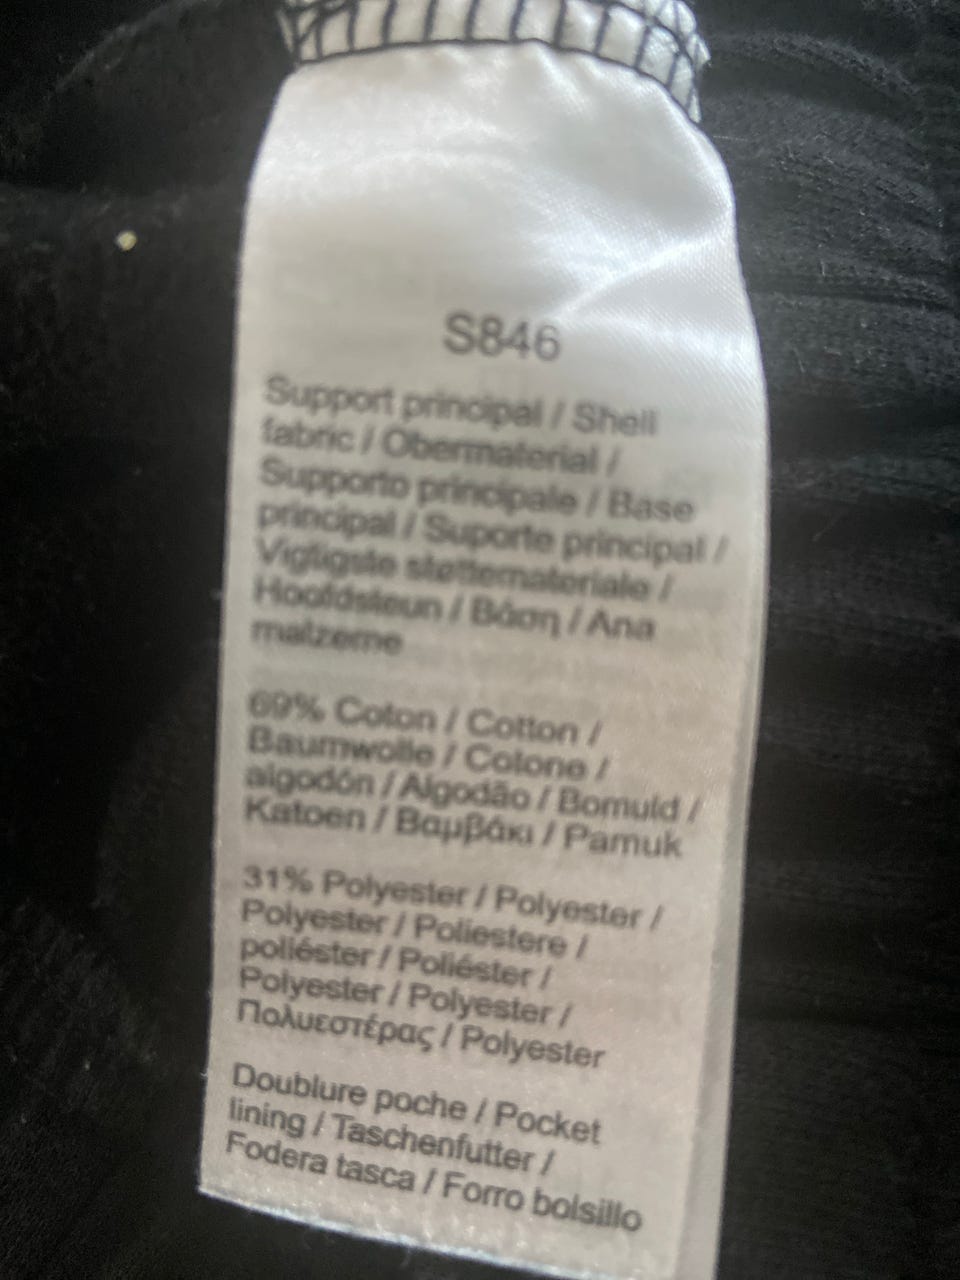 S846
Support principal / Shell
fabric / Obermaterial /
Supporto principale / Base
principal / Suporte principal /
Vigtigste støttemateriale /
Hoofdsteun / Βάση / Ana
malzeme
69% Coton / Cotton /
Baumwolle / Cotone /
algodón / Algodão / Bomuld /
Katoen / Βαμβάκι / Pamuk
31% Polyester / Polyester /
Polyester / Poliestere /
poliéster / Poliéster /
Polyester / Polyester /
Πολυεστέρας / Polyester
Doublure poche / Pocket
lining / Taschenfutter /
Fodera tasca / Forro bolsillo